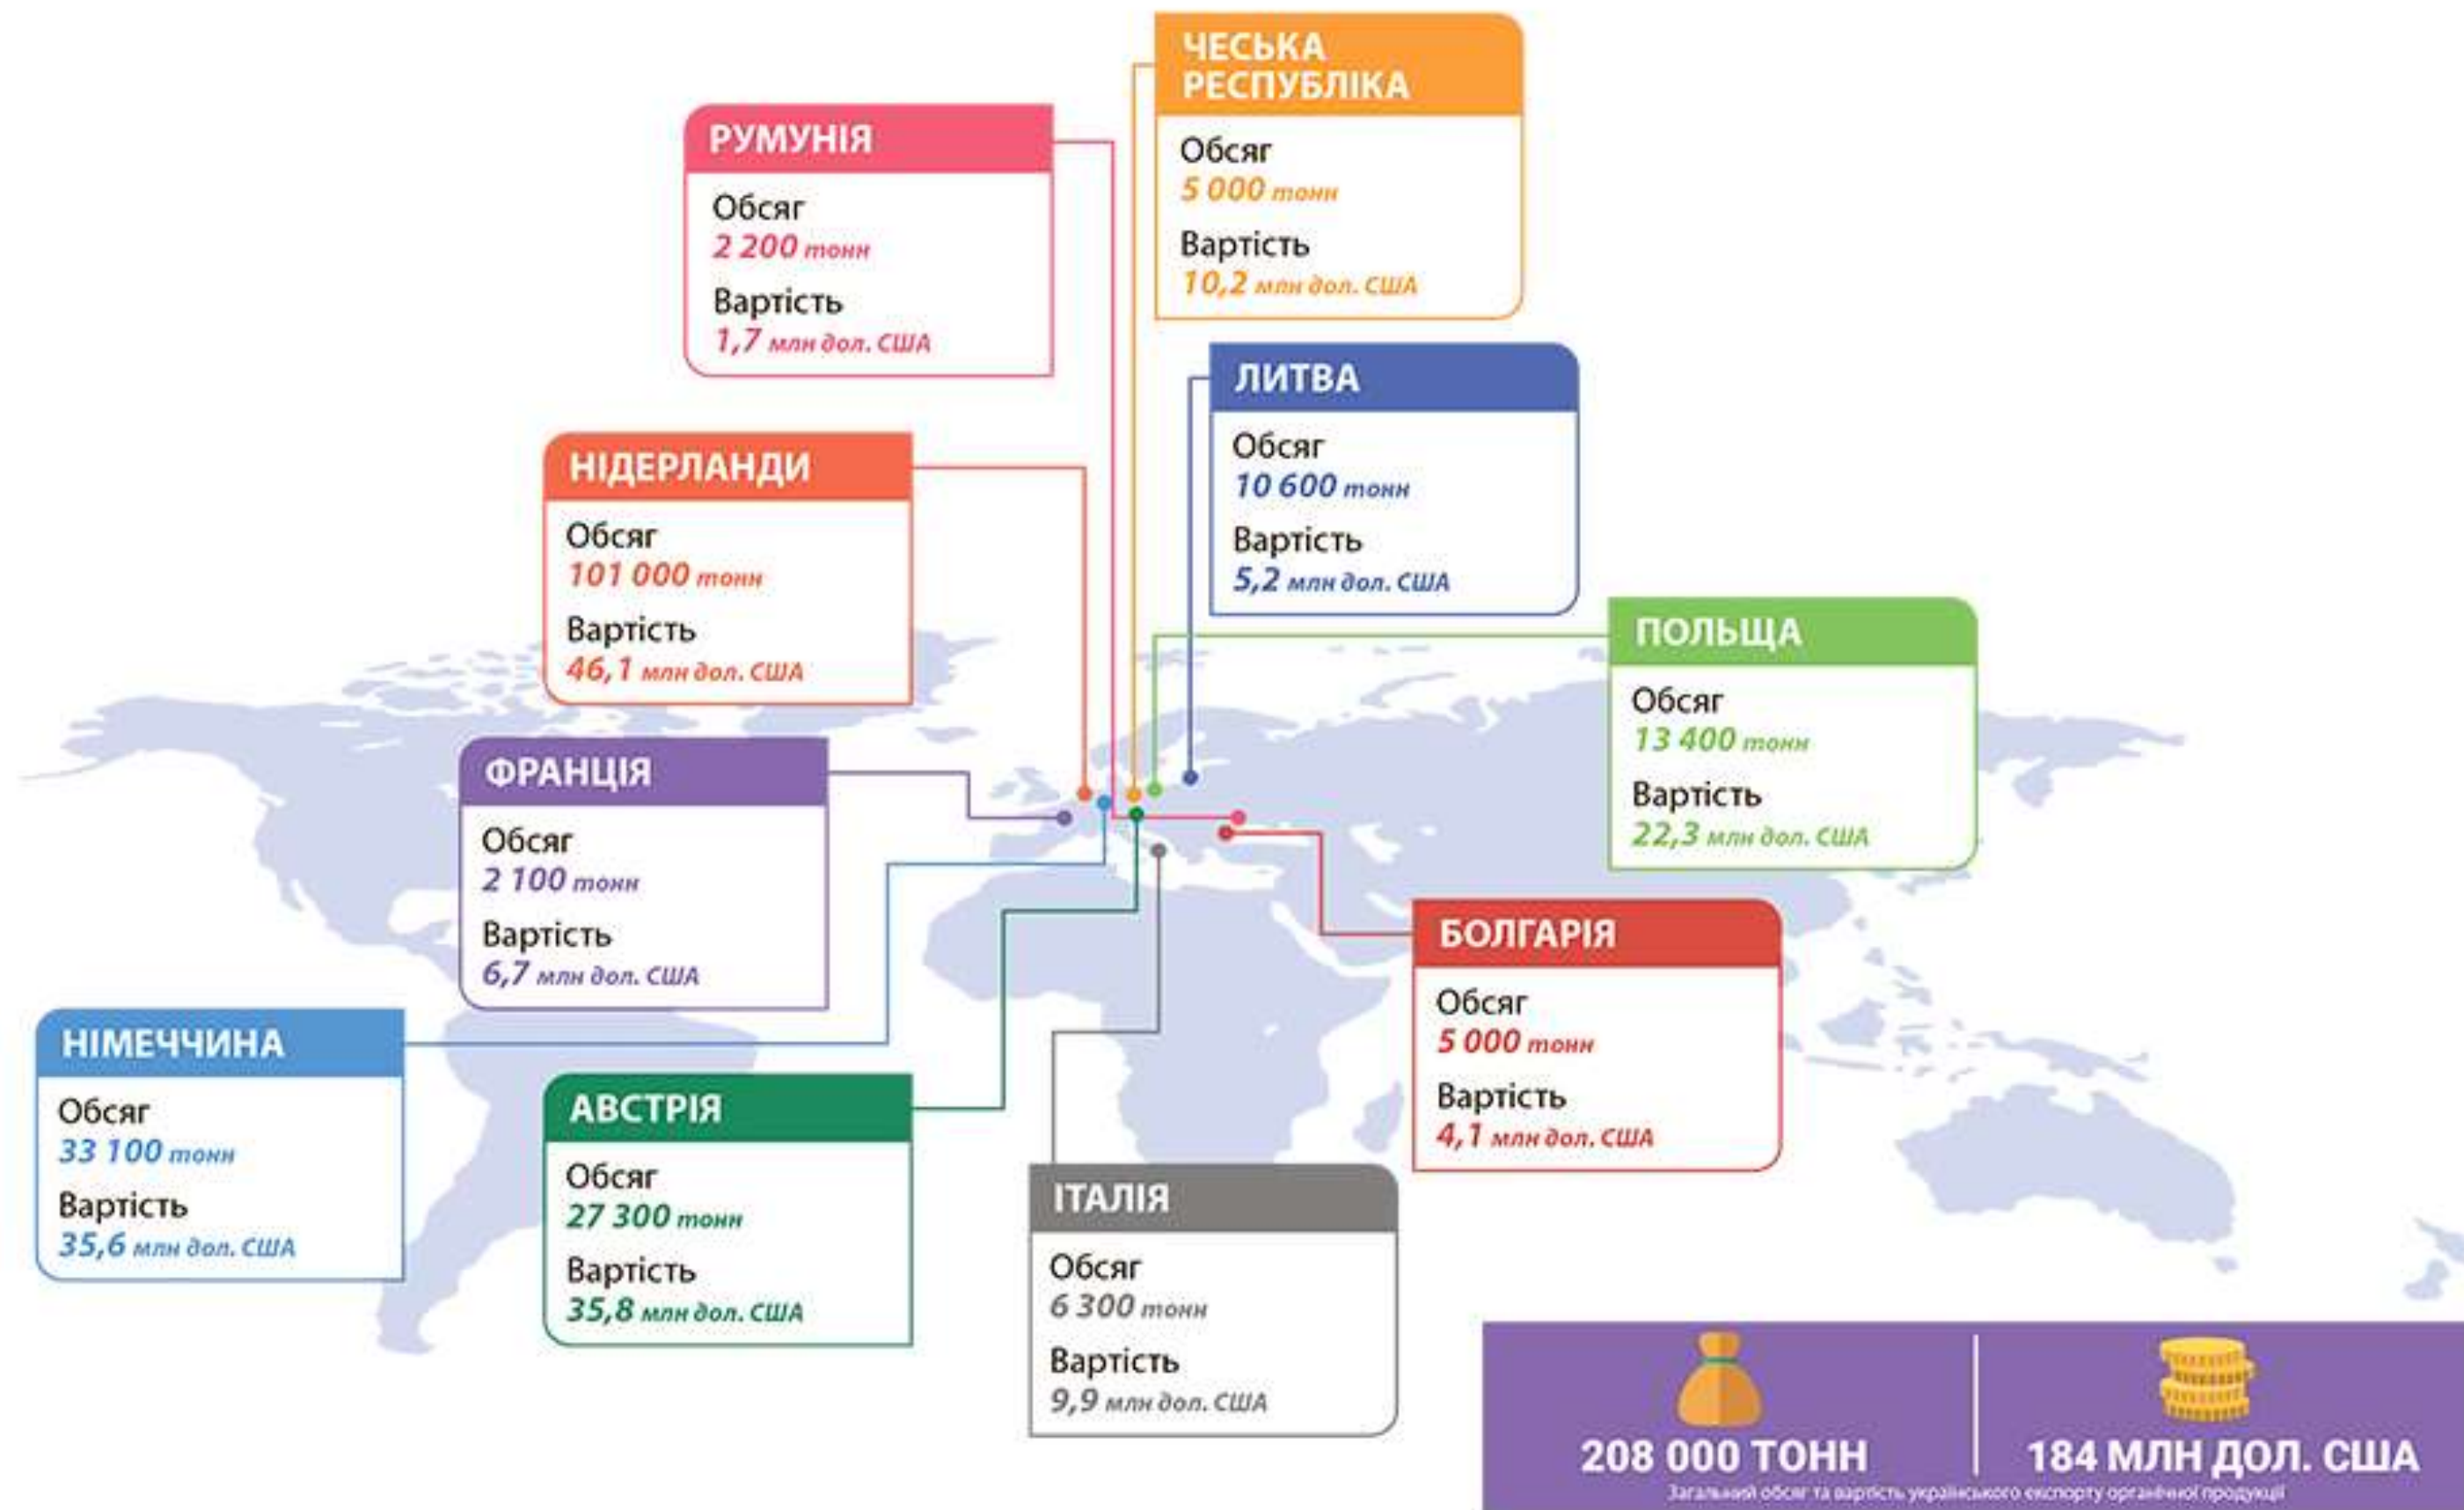 ЧЕСЬКА
РЕСПУБЛІКА
Обсяг
5 000 тонн
Вартість
10,2 млн дол. США
РУМУНІЯ
Обсяг
2 200 тонн
Вартість
1,7 млн дол. США
ЛИТВА
Обсяг
10 600 тонн
Вартість
5,2 млн дол. США
НІДЕРЛАНДИ
Обсяг
101 000 тонн
Вартість
46,1 млн дол. США
ПОЛЬЩА
Обсяг
13 400 тонн
Вартість
22,3 млн дол. США
ФРАНЦІЯ
Обсяг
2 100 тонн
Вартість
6,7 млн дол. США
БОЛГАРІЯ
Обсяг
5 000 тонн
Вартість
4,1 млн дол. США
НІМЕЧЧИНА
Обсяг
33 100 тонн
Вартість
35,6 млн дол. США
АВСТРІЯ
Обсяг
27 300 тонн
Вартість
35,8 млн дол. США
ІТАЛІЯ
Обсяг
6 300 тонн
Вартість
9,9 млн дол. США
208 000 ТОНН
184 МЛН ДОЛ. США
Загальний обсяг та вартість українського експорту органічної продукції